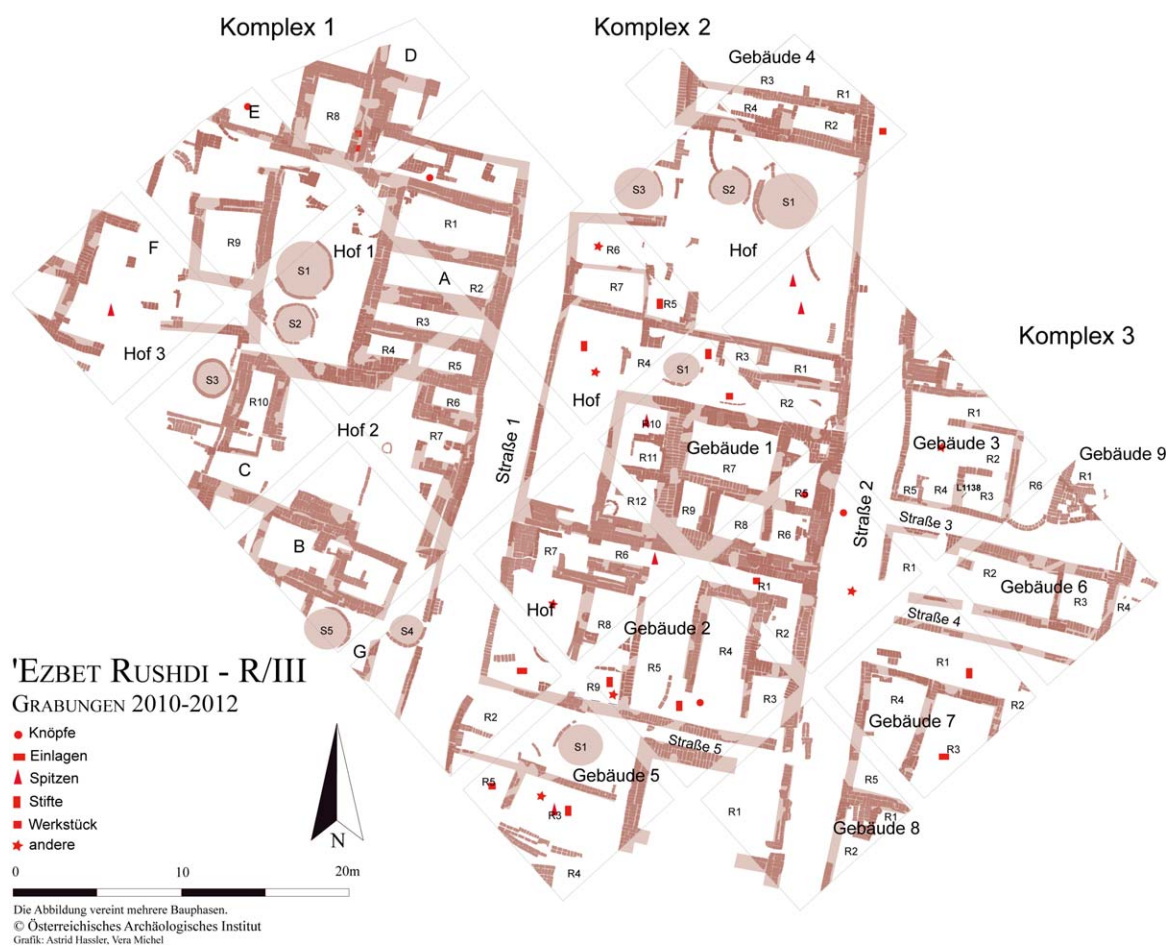 Komplex 1
Komplex 2
D
Gebäude 4
R3
R1
E
R8
R4
R2
S3
S2
S1
F
R9
Hof 1
R1
Hof
R6
S1
A
R2
R7
R5
S2
R3
Komplex 3
Hof 3
R4
R5
R4
S1
R3
R1
S3
R10
R6
Hof
R2
R1
Hof 2
R7
R10
Gebäude 1
Gebäude 3
R2
Gebäude 9
R11
R7
R1
C
Straße 1
R12
R9
R5
Straße 2
R5
R4
L1138
R3
R6
R8
R6
Straße 3
B
R7
R6
R1
R1
R2
Gebäude 6
R3
R4
Hof
R8
Gebäude 2
R2
Straße 4
S5
S4
G
R5
R4
R1
R9
R3
R4
R2
Gebäude 7
R2
S1
Straße 5
R3
Gebäude 5
R5
R5
R3
R1
R1
Gebäude 8
R2
R4
'EZBET RUSHDI - R/III
GRABUNGEN 2010-2012
Knöpfe
Einlagen
Spitzen
Stifte
Werkstück
andere
N
0 10 20m
Die Abbildung vereint mehrere Bauphasen.
© Österreichisches Archäologisches Institut
Grafik: Astrid Hassler, Vera Michel